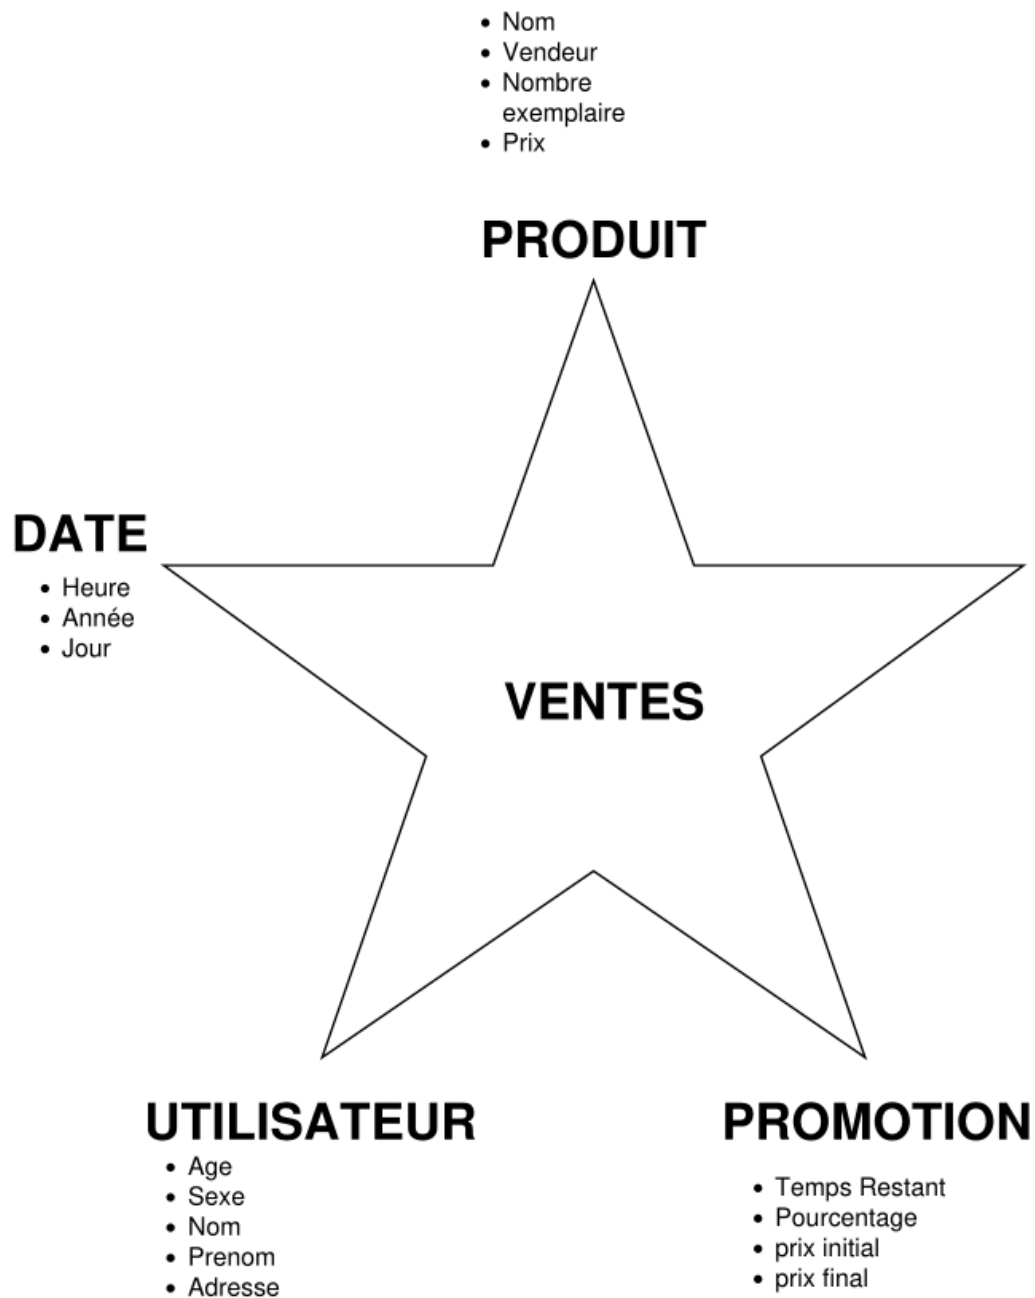 Nom
Vendeur
Nombre
exemplaire
Prix
PRODUIT
DATE
Heure
Année
Jour
VENTES
UTILISATEUR
Age
Sexe
Nom
Prenom
Adresse
PROMOTION
Temps Restant
Pourcentage
prix initial
prix final